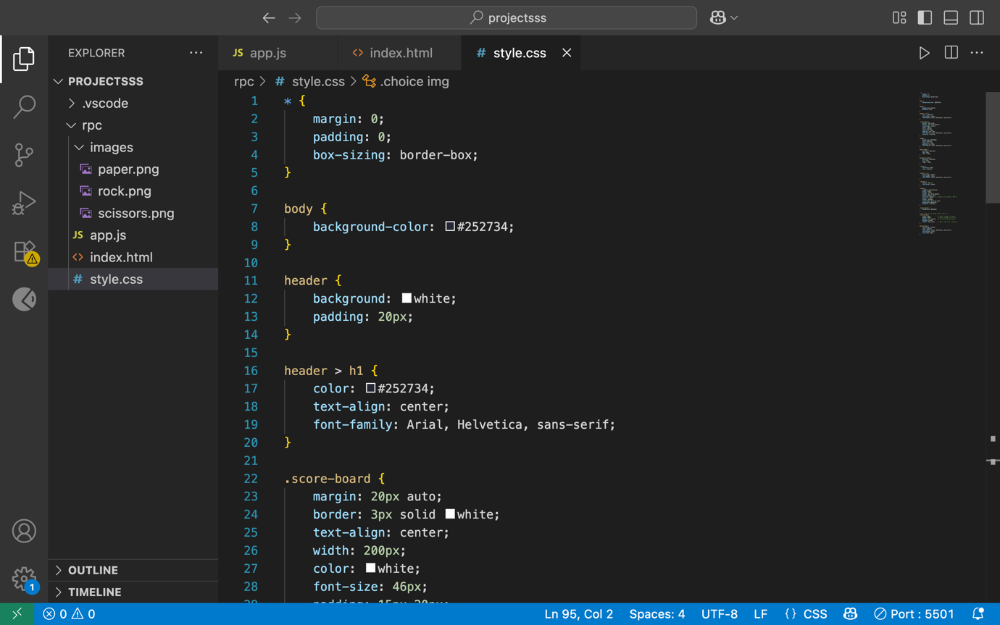 projectsss
EXPLORER
JS app.js
<> index.html
# style.css
rpc > # style.css > .choice img
PROJECTSSS
.vscode
rpc
images
paper.png
rock.png
scissors.png
JS app.js
<> index.html
# style.css
OUTLINE
TIMELINE
1 * {
2 margin: 0;
3 padding: 0;
4 box-sizing: border-box;
5 }
6
7 body {
8 background-color: #252734;
9 }
10
11 header {
12 background: white;
13 padding: 20px;
14 }
15
16 header > h1 {
17 color: #252734;
18 text-align: center;
19 font-family: Arial, Helvetica, sans-serif;
20 }
21
22 .score-board {
23 margin: 20px auto;
24 border: 3px solid white;
25 text-align: center;
26 width: 200px;
27 color: white;
28 font-size: 46px;
29 padding: 15px 20px;
1
0 0 Ln 95, Col 2 Spaces: 4 UTF-8 LF {} CSS Port : 5501